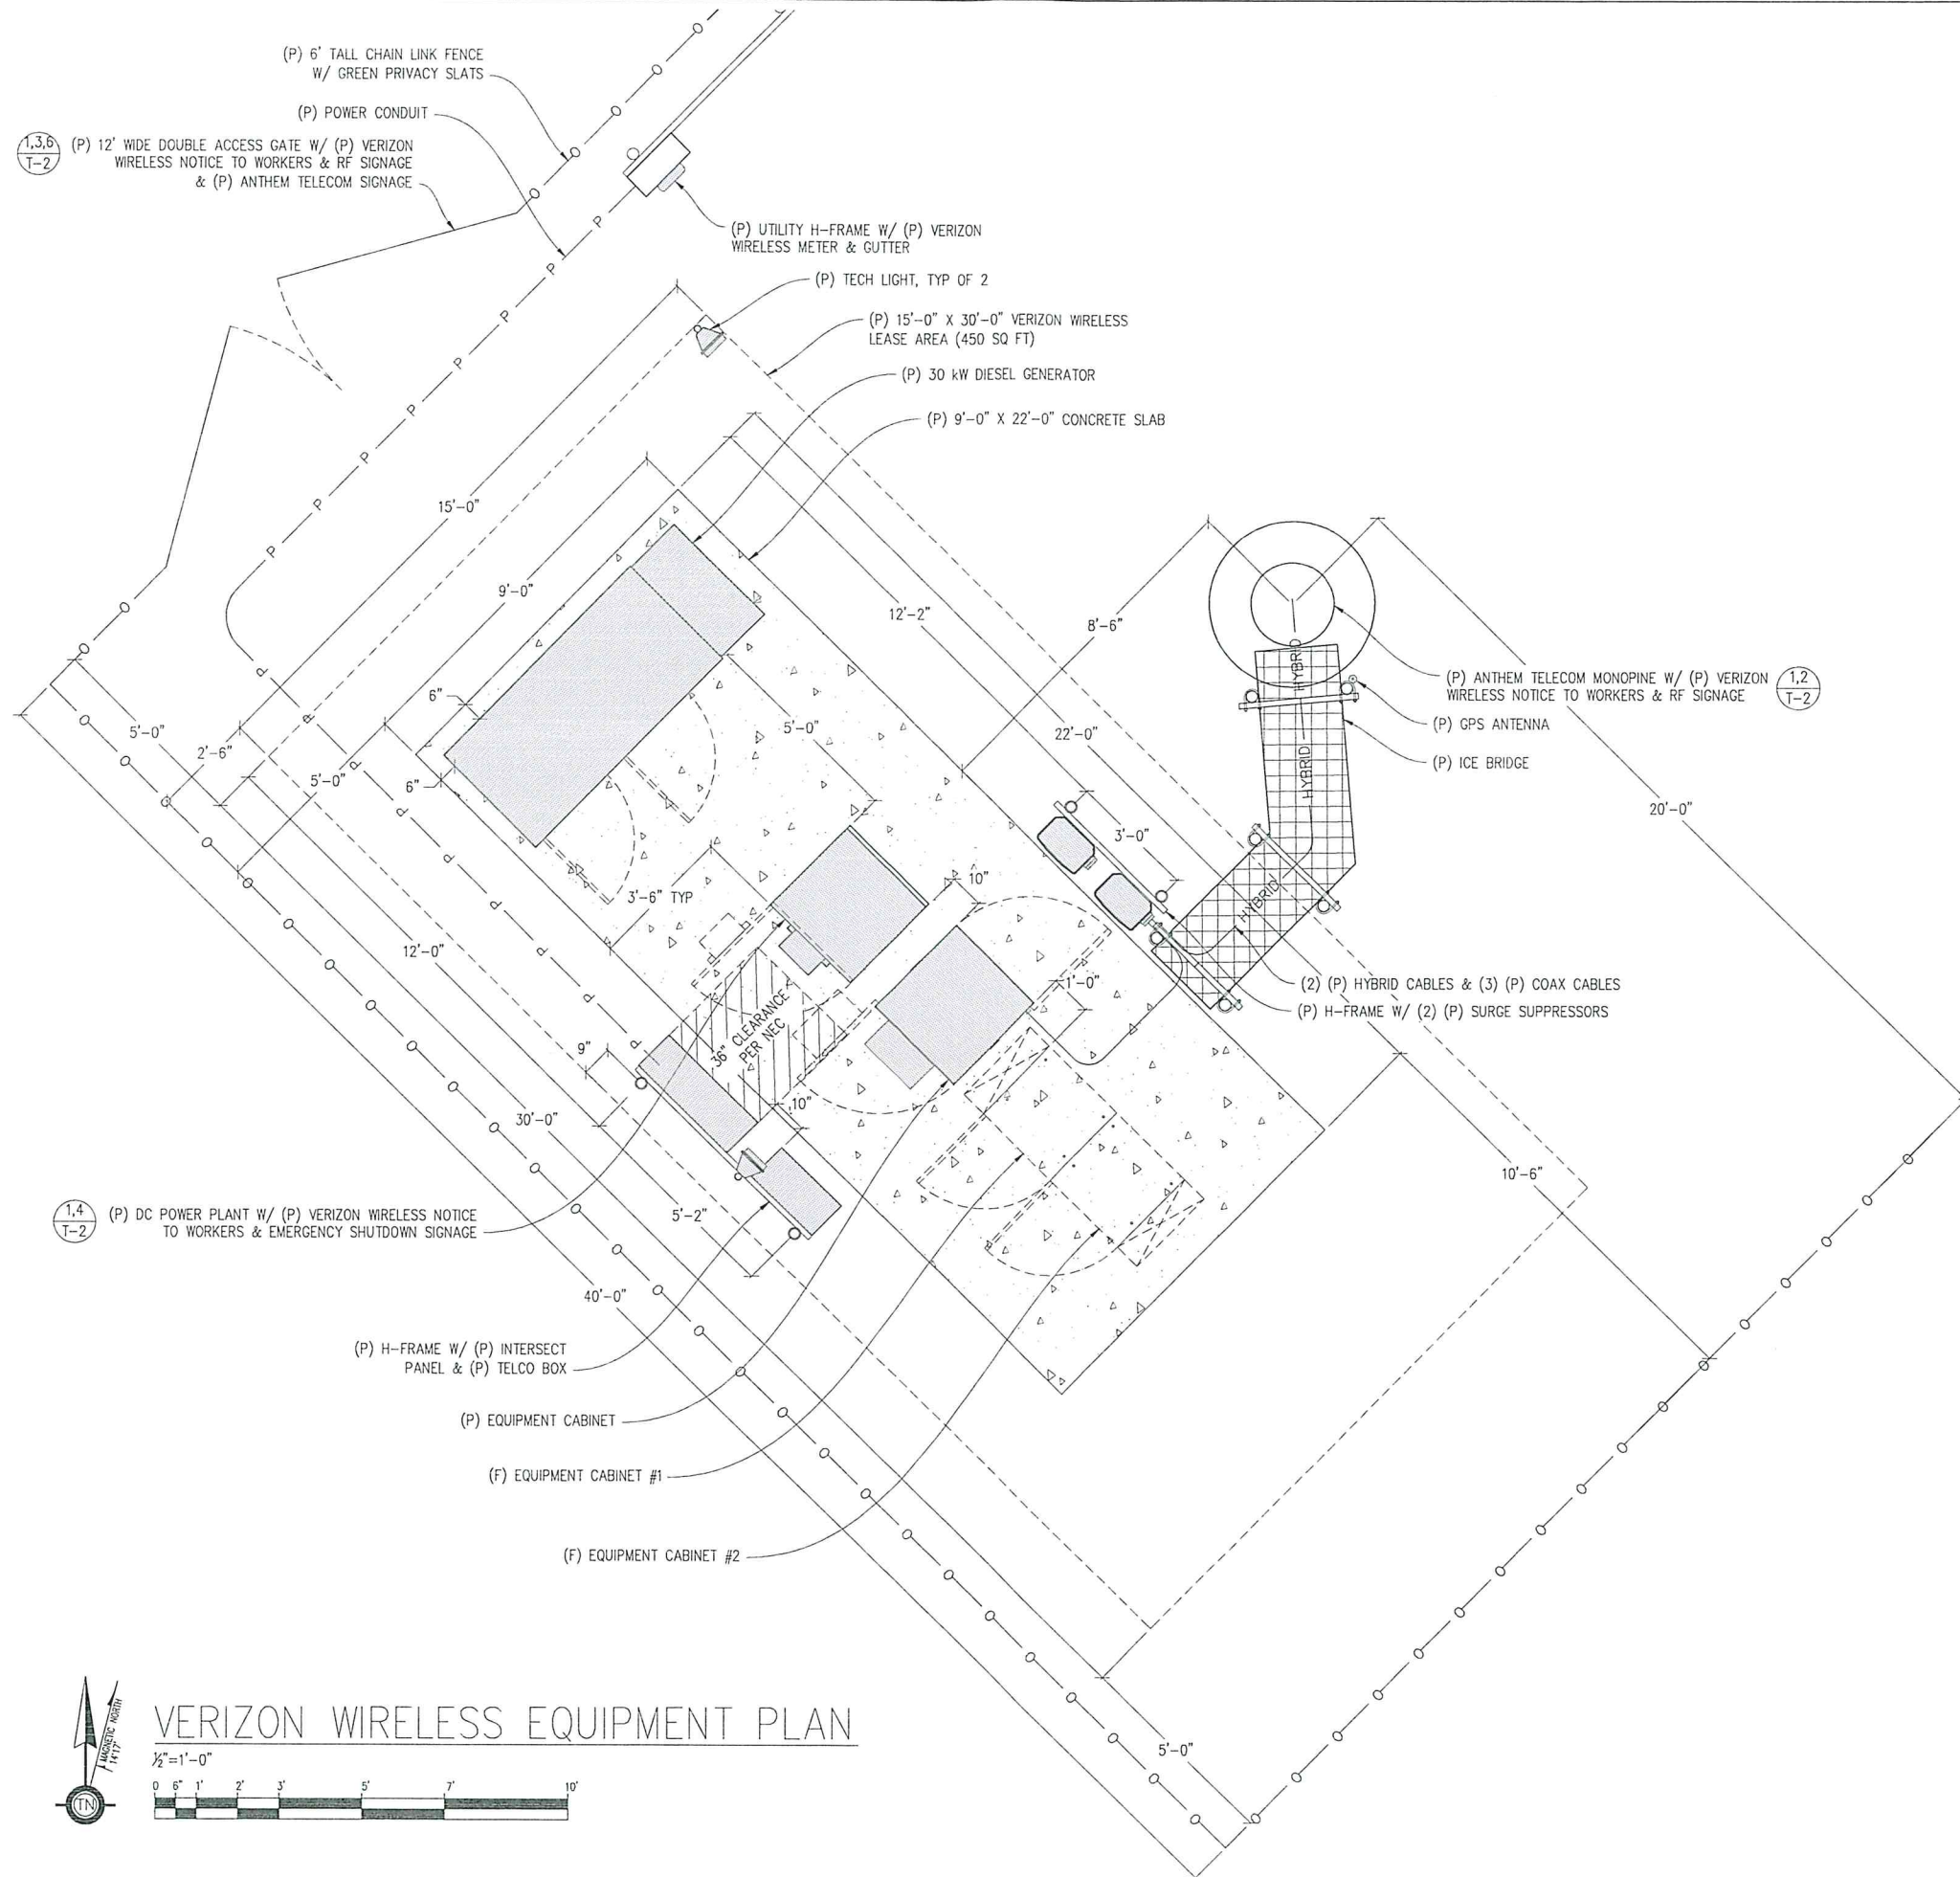 (P) 6' TALL CHAIN LINK FENCE
W/ GREEN PRIVACY SLATS
(P) POWER CONDUIT
1,3,6
T-2
(P) 12' WIDE DOUBLE ACCESS GATE W/ (P) VERIZON
WIRELESS NOTICE TO WORKERS & RF SIGNAGE
& (P) ANTHEM TELECOM SIGNAGE
(P) UTILITY H-FRAME W/ (P) VERIZON
WIRELESS METER & GUTTER
(P) TECH LIGHT, TYP OF 2
(P) 15'-0" X 30'-0" VERIZON WIRELESS
LEASE AREA (450 SQ FT)
(P) 30 kW DIESEL GENERATOR
(P) 9'-0" X 22'-0" CONCRETE SLAB
15'-0"
9'-0"
12'-2"
8'-6"
HYBRID
(P) ANTHEM TELECOM MONOPINE W/ (P) VERIZON
WIRELESS NOTICE TO WORKERS & RF SIGNAGE
1,2
T-2
(P) GPS ANTENNA
(P) ICE BRIDGE
HYBRID
6"
5'-0"
22'-0"
5'-0"
2'-6"
5'-0"
6"
20'-0"
3'-0"
3'-6" TYP
10"
HYBRID
12'-0"
1'-0"
(2) (P) HYBRID CABLES & (3) (P) COAX CABLES
(P) H-FRAME W/ (2) (P) SURGE SUPPRESSORS
36" CLEARANCE
PER NEC
9"
10"
30'-0"
10'-6"
1,4
T-2
(P) DC POWER PLANT W/ (P) VERIZON WIRELESS NOTICE
TO WORKERS & EMERGENCY SHUTDOWN SIGNAGE
5'-2"
40'-0"
(P) H-FRAME W/ (P) INTERSECT
PANEL & (P) TELCO BOX
(P) EQUIPMENT CABINET
(F) EQUIPMENT CABINET #1
(F) EQUIPMENT CABINET #2
5'-0"
MAGNETIC NORTH
14°17'
TN
VERIZON WIRELESS EQUIPMENT PLAN
½"=1'-0"
0 6" 1' 2' 3' 5' 7' 10'